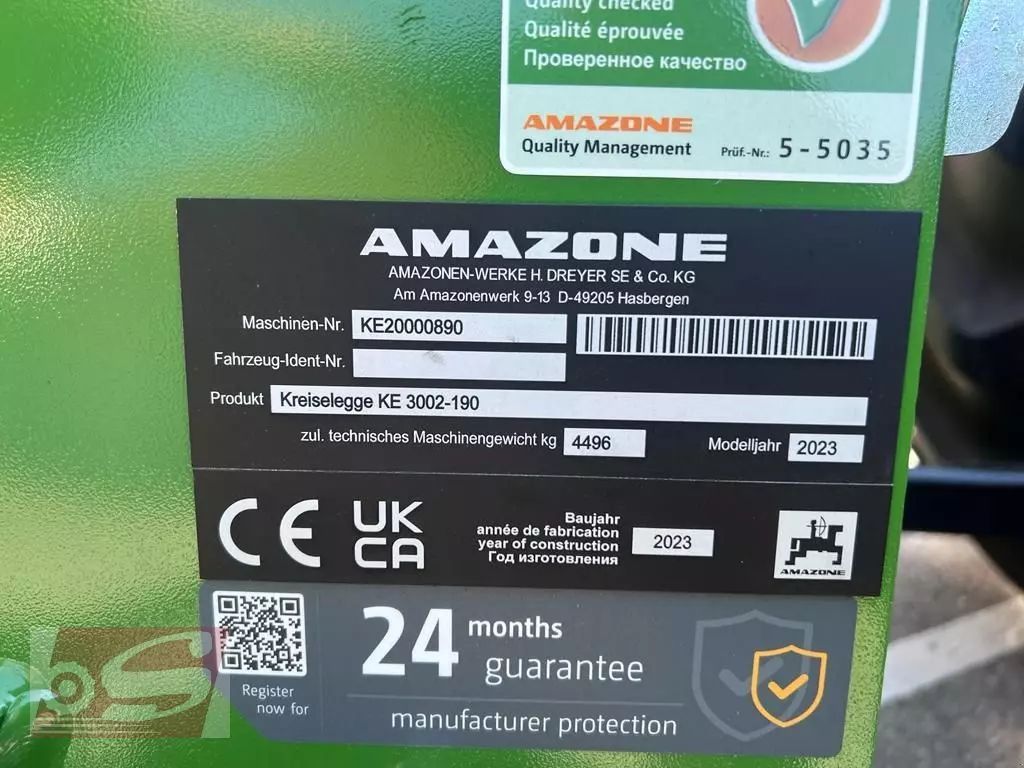 Quality checked
Qualité éprouvée
Проверенное качество
AMAZONE
Quality Management Prüf.-Nr.: 5-5035
AMAZONE
AMAZONEN-WERKE H. DREYER SE & Co. KG
Am Amazonenwerk 9-13 D-49205 Hasbergen
Maschinen-Nr. KE20000890
Fahrzeug-Ident-Nr.
Produkt Kreiselegge KE 3002-190
zul. technisches Maschinengewicht kg 4496 Modelljahr 2023
CE UK CA
Baujahr
année de fabrication
year of construction 2023
Год изготовления
AMAZONE
24 months
guarantee
Register
now for
manufacturer protection
bS